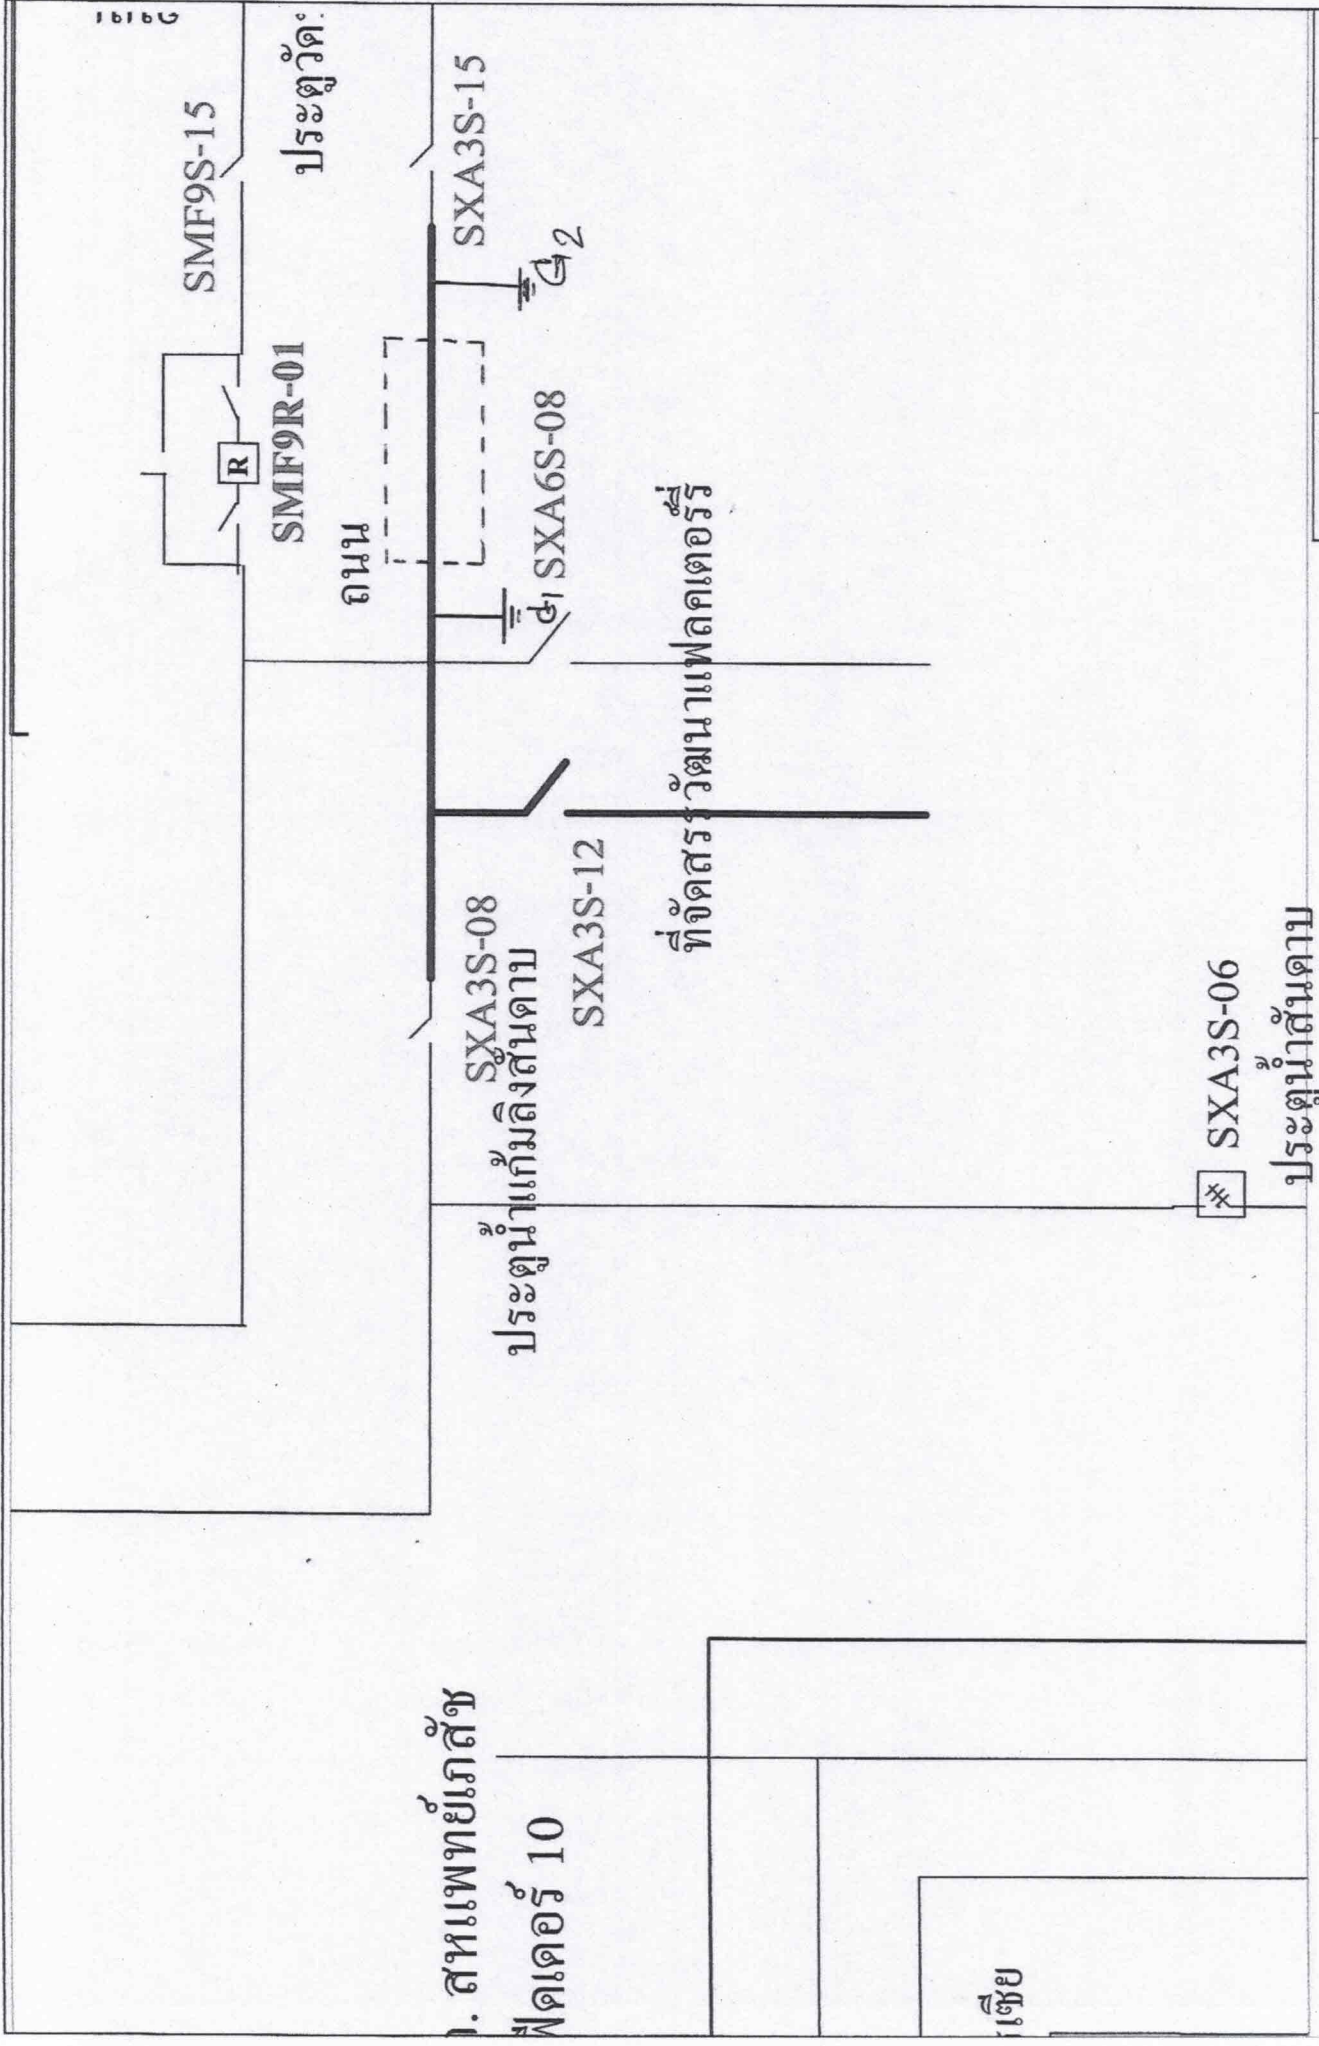 SMF9S-15
ประตูวัด
SMF9R-01
SXA3S-15
G2
ถนน
SXA6S-08
G1
ที่จัดสรรวัฒนาแฟลตเตอร์รี่
SXA3S-08
ประตูน้ำแก้มลิงสันดาบ
SXA3S-12
R
SXA3S-06
ประตูน้ำสันดาบ
สหแพทย์เภสัช
ฟีดเดอร์ 10